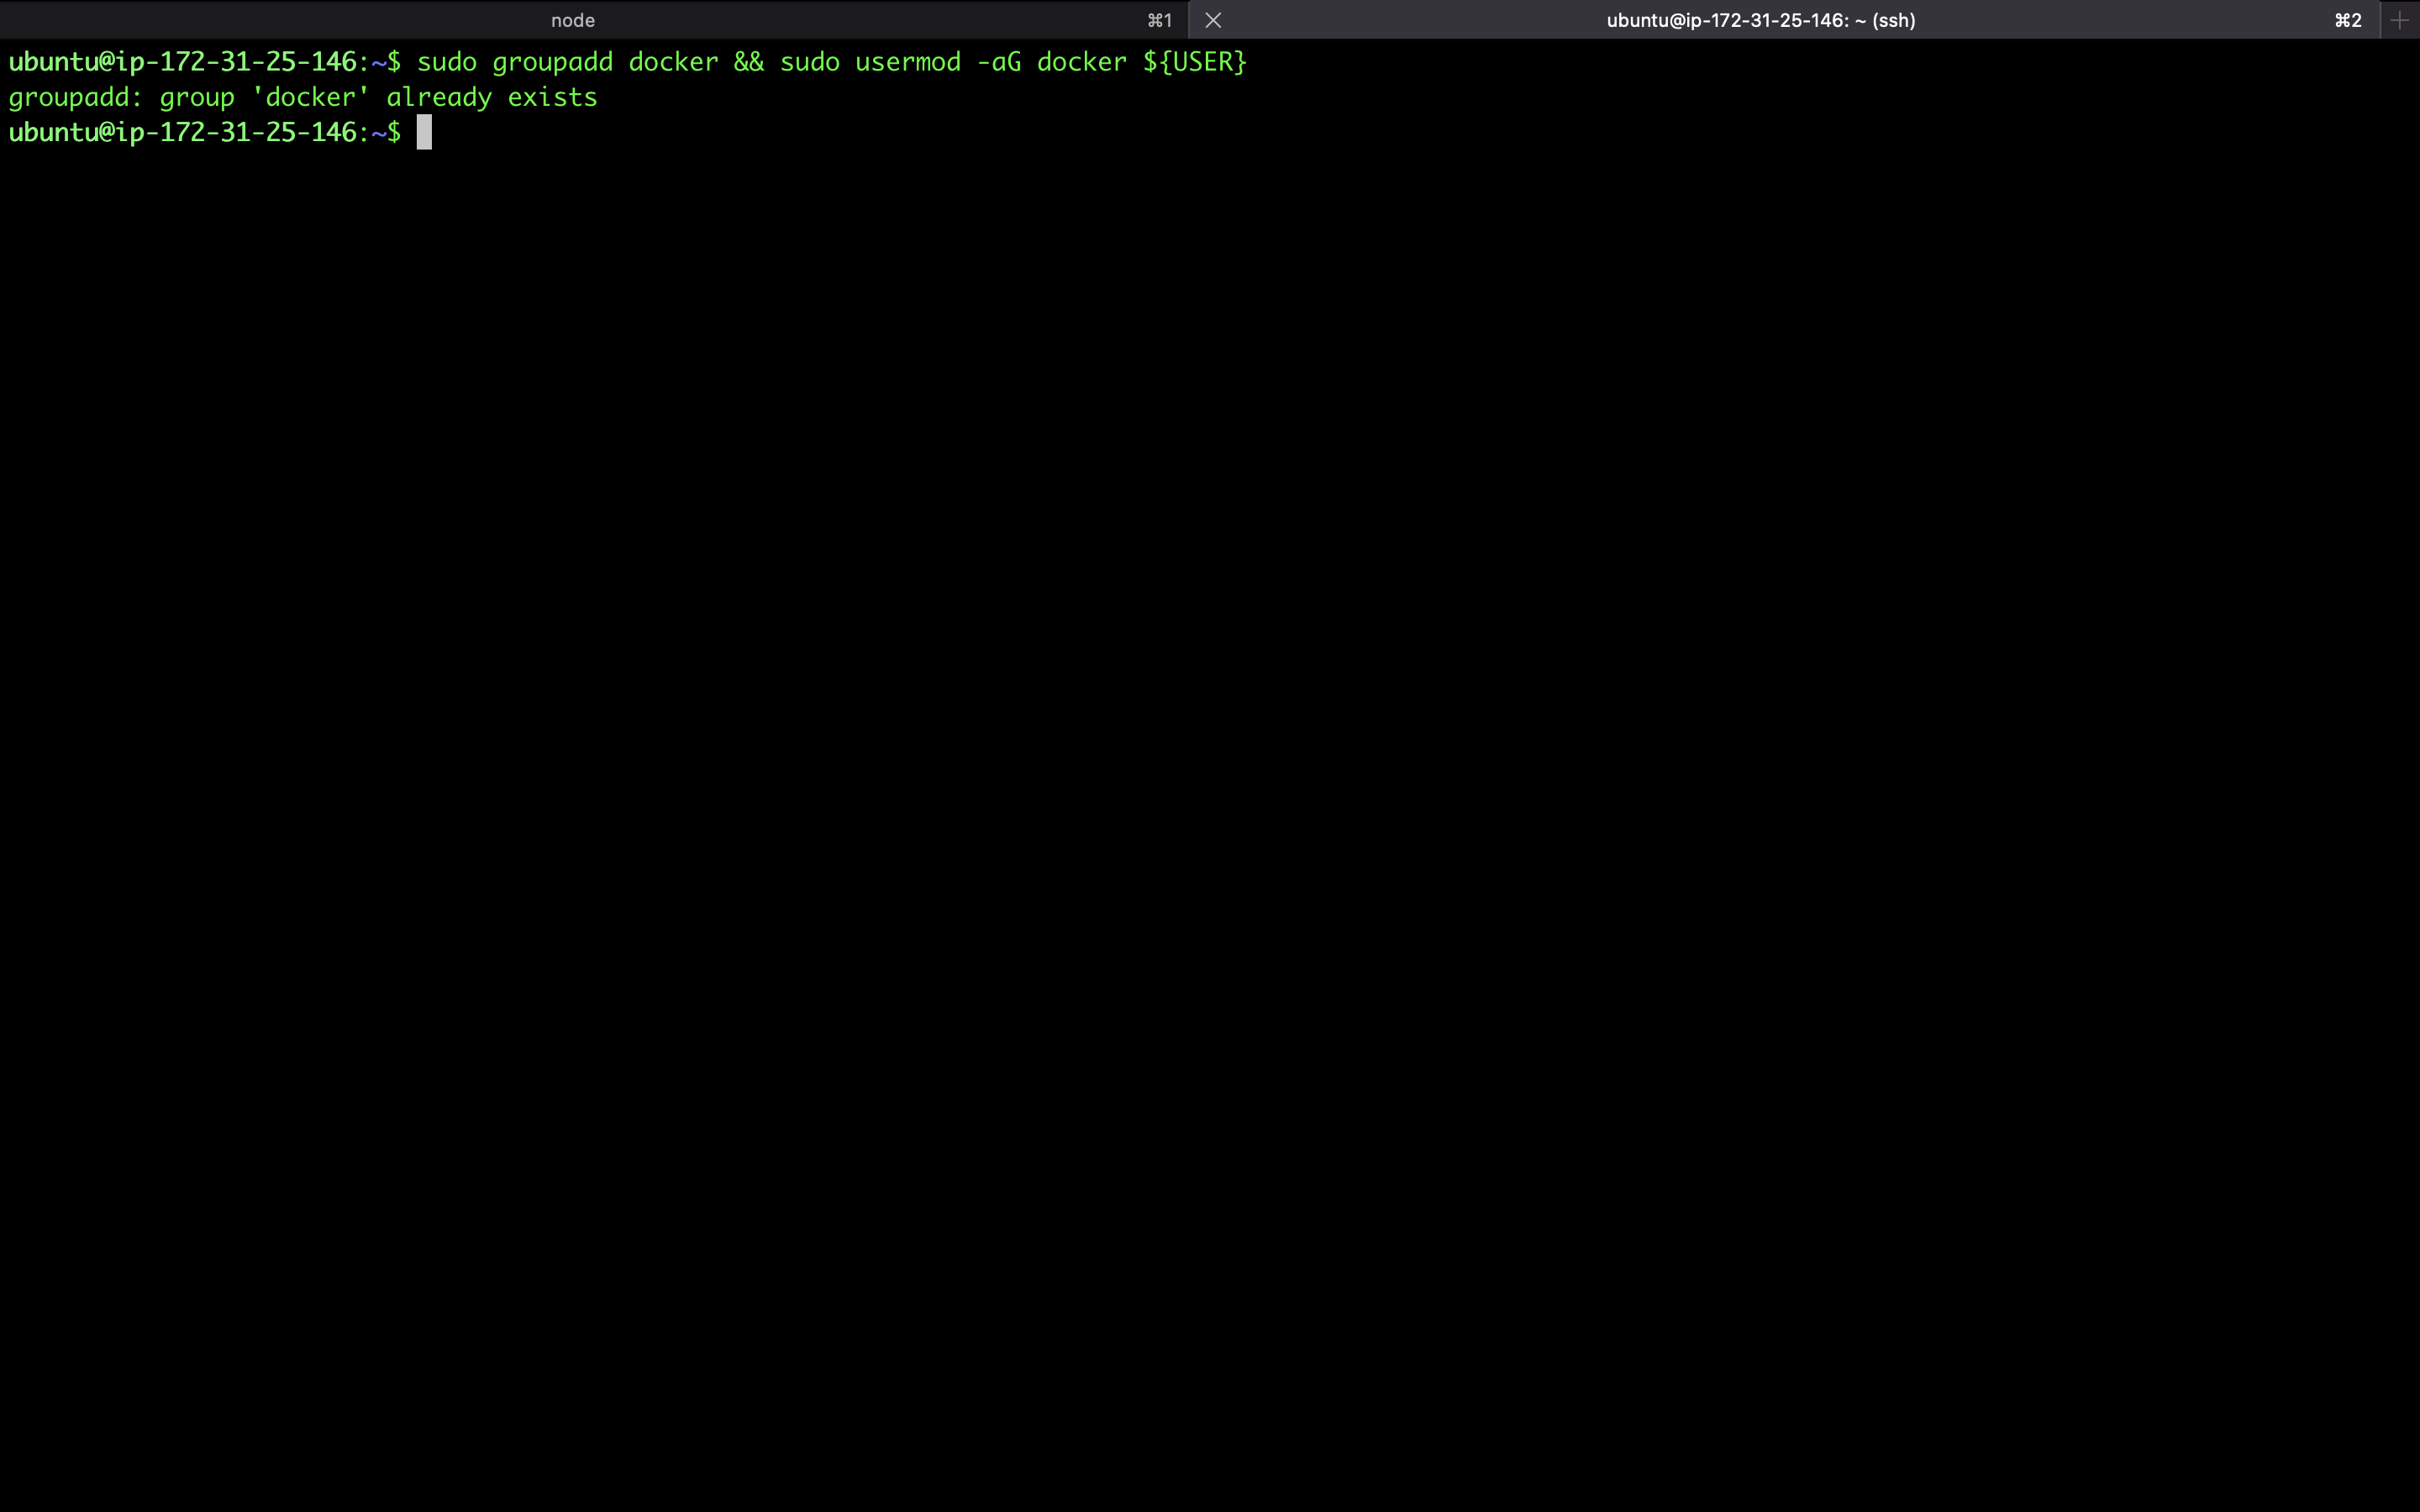 node ⌘1 ubuntu@ip-172-31-25-146: ~ (ssh) ⌘2
ubuntu@ip-172-31-25-146:~$ sudo groupadd docker && sudo usermod -aG docker ${USER}
groupadd: group 'docker' already exists
ubuntu@ip-172-31-25-146:~$